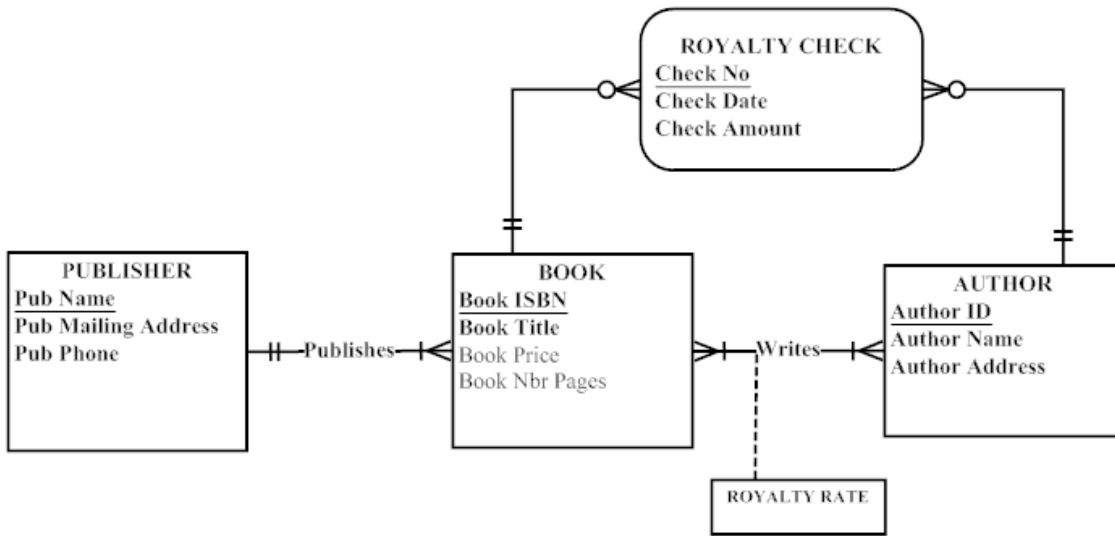 ROYALTY CHECK
Check No
Check Date
Check Amount
PUBLISHER
Pub Name
Pub Mailing Address
Pub Phone
Publishes
BOOK
Book ISBN
Book Title
Book Price
Book Nbr Pages
Writes
AUTHOR
Author ID
Author Name
Author Address
ROYALTY RATE